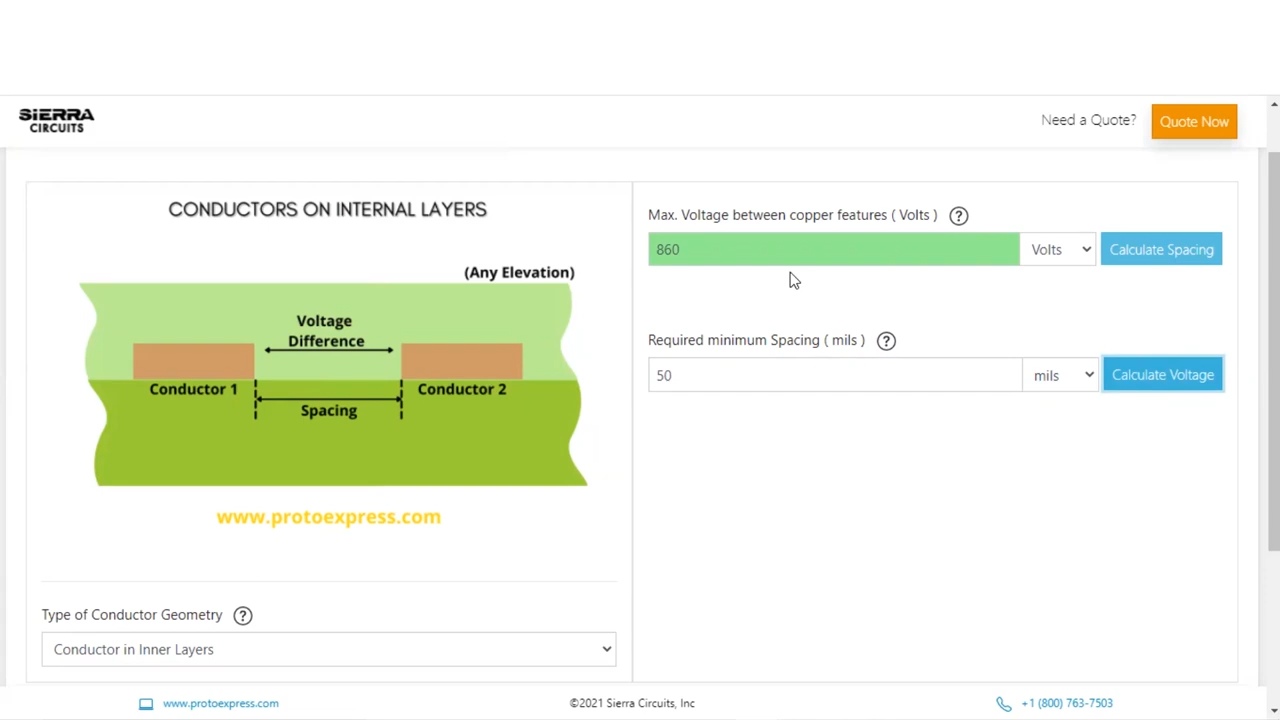 SIERRA
CIRCUITS
Need a Quote?
Quote Now
CONDUCTORS ON INTERNAL LAYERS
(Any Elevation)
Voltage
Difference
Conductor 1
Conductor 2
Spacing
www.protoexpress.com
Type of Conductor Geometry ?
Conductor in Inner Layers
Max. Voltage between copper features ( Volts ) ?
860 Volts Calculate Spacing
Required minimum Spacing ( mils ) ?
50 mils Calculate Voltage
www.protoexpress.com
©2021 Sierra Circuits, Inc
+1 (800) 763-7503